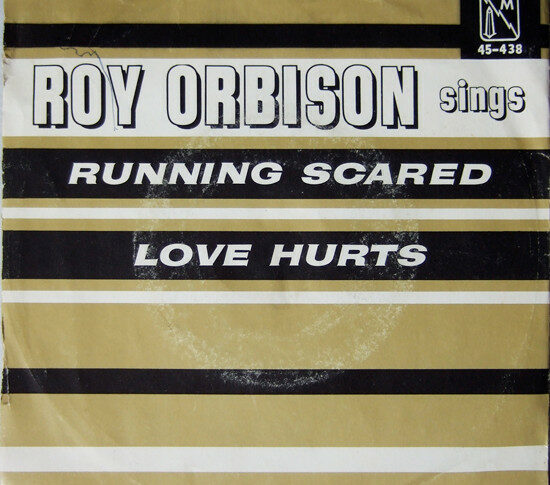 M
45-438
ROY ORBISON sings
RUNNING SCARED
LOVE HURTS